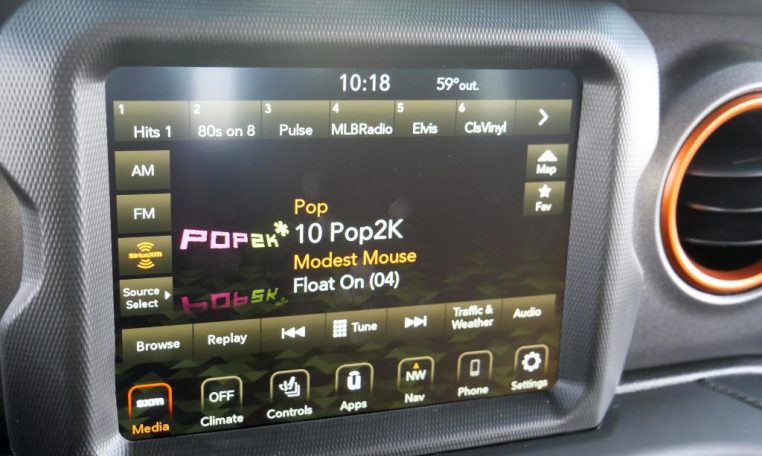 10:18 59°out.
1 2 3 4 5 6
Hits 1 80s on 8 Pulse MLBRadio Elvis ClsVinyl
AM
Map
FM
Fav
Pop
POP2K*
10 Pop2K
SiriusXM
Modest Mouse
Source
Select
Float On (04)
Browse Replay Tune Traffic &
Weather
Audio
sxm OFF NW
Media Climate Controls Apps Nav Phone Settings